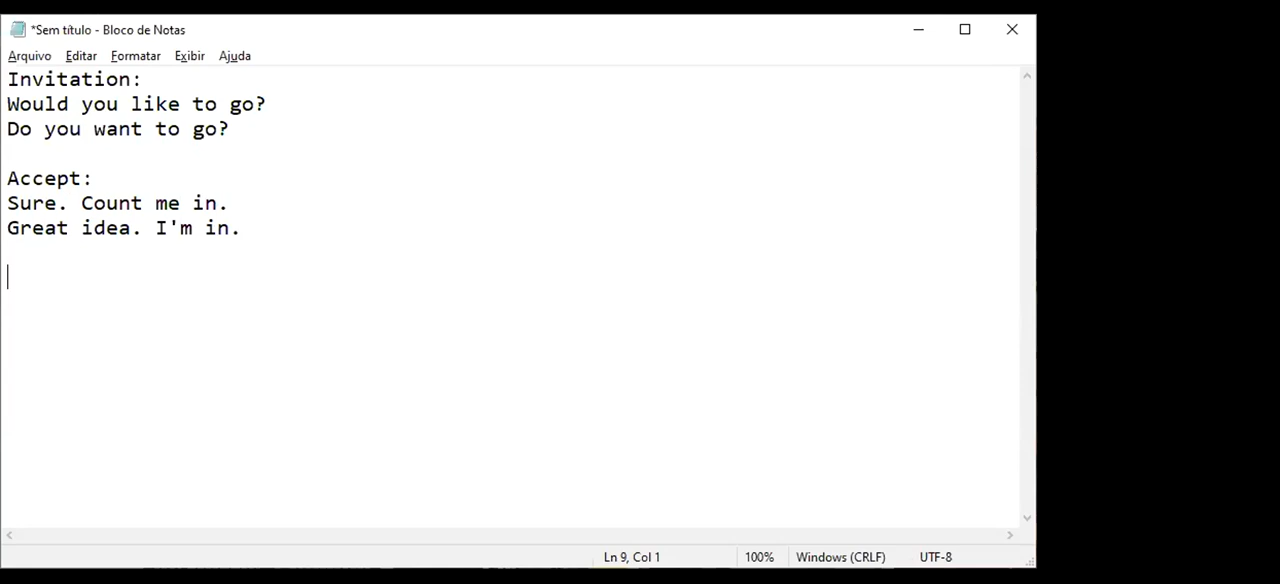 *Sem título - Bloco de Notas
Arquivo Editar Formatar Exibir Ajuda
Invitation:
Would you like to go?
Do you want to go?
Accept:
Sure. Count me in.
Great idea. I'm in.
Ln 9, Col 1 100% Windows (CRLF) UTF-8